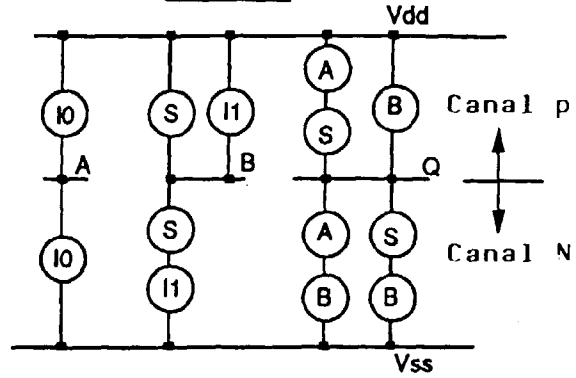 Vdd
I0 S I1 A S B
Canal p
A B Q
I0 S I1 A B S B
Canal N
Vss